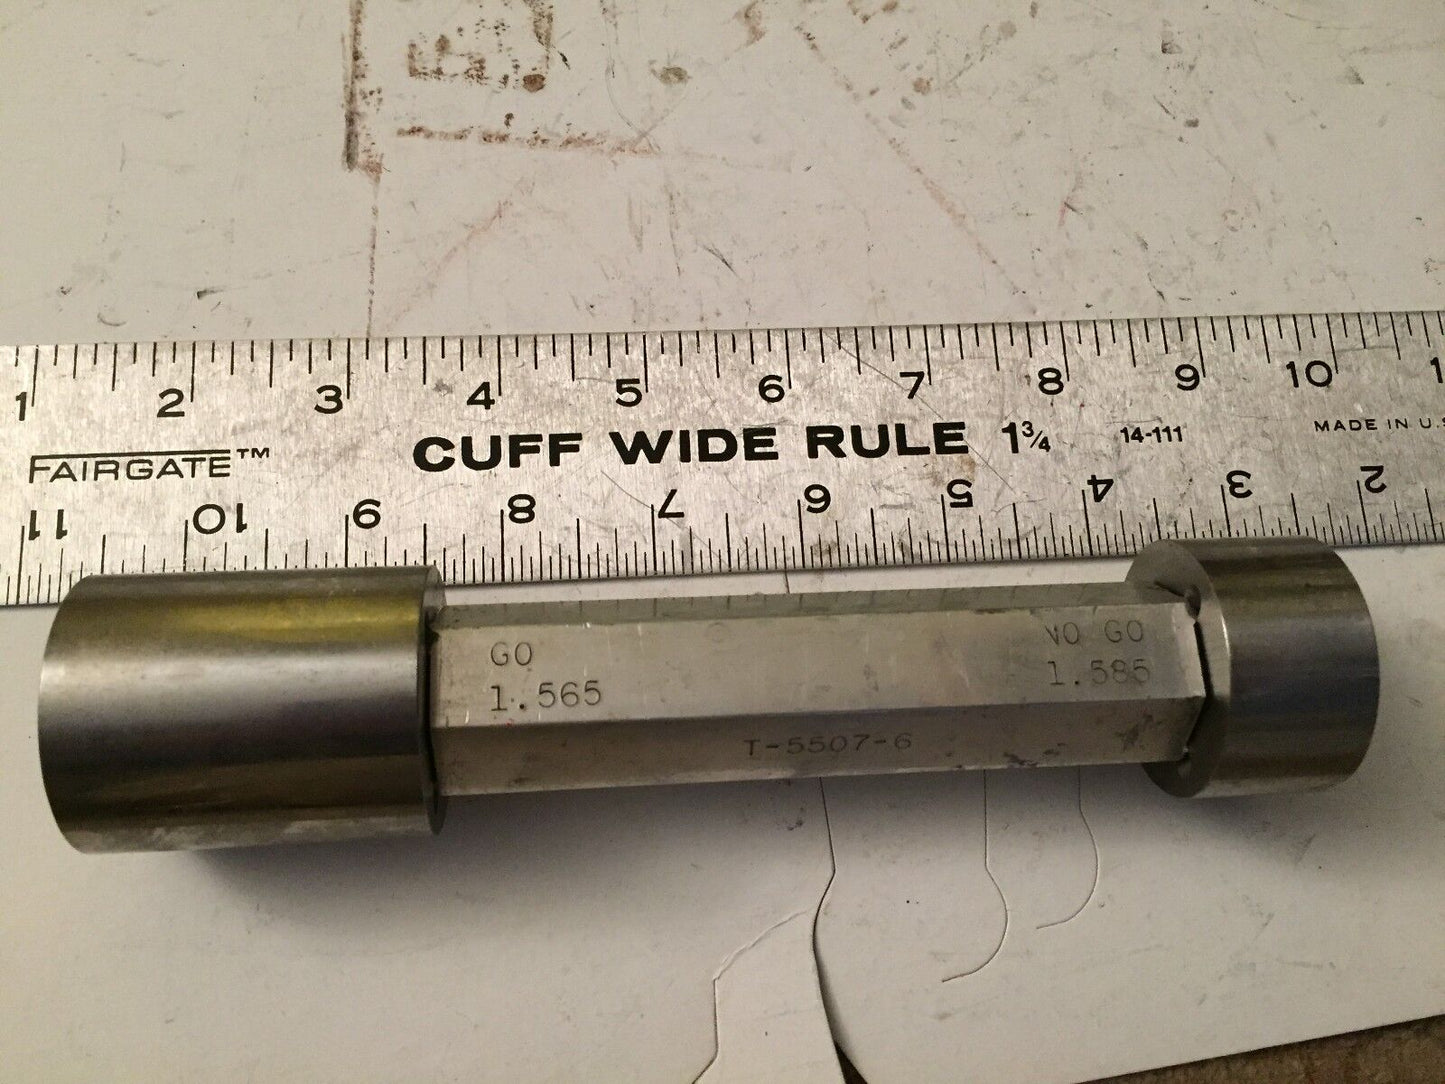 1 2 3 4 5 6 7 8 9 10 1
FAIRGATE™ CUFF WIDE RULE 1¾ 14-111 MADE IN U.S
11 10 9 8 7 6 5 4 3 2
GO
1.565
NO GO
1.585
T-5507-6